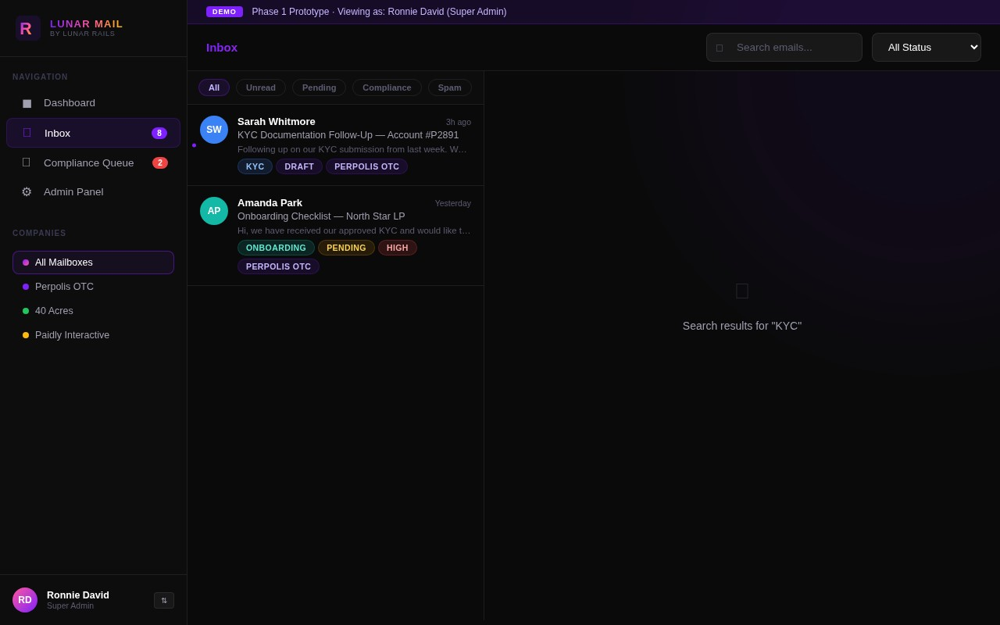 DEMO Phase 1 Prototype · Viewing as: Ronnie David (Super Admin)
R
LUNAR MAIL
BY LUNAR RAILS
NAVIGATION
Dashboard
Inbox 8
Compliance Queue 2
Admin Panel
COMPANIES
All Mailboxes
Perpolis OTC
40 Acres
Paidly Interactive
RD
Ronnie David
Super Admin
Inbox
Search emails...
All Status
All Unread Pending Compliance Spam
SW
Sarah Whitmore 3h ago
KYC Documentation Follow-Up — Account #P2891
Following up on our KYC submission from last week. W…
KYC DRAFT PERPOLIS OTC
AP
Amanda Park Yesterday
Onboarding Checklist — North Star LP
Hi, we have received our approved KYC and would like t…
ONBOARDING PENDING HIGH
PERPOLIS OTC
Search results for "KYC"